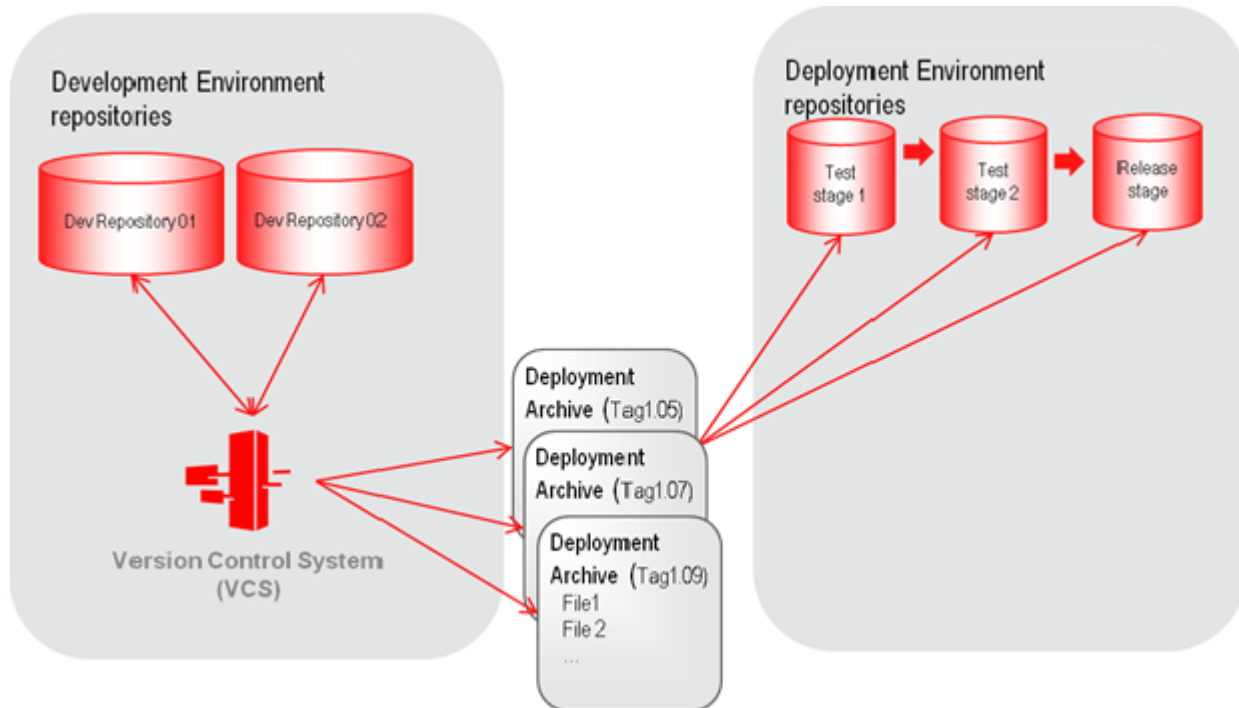 Development Environment
repositories
Dev Repository 01
Dev Repository 02
Version Control System
(VCS)
Deployment
Archive (Tag1.05)
Deployment
Archive (Tag1.07)
Deployment
Archive (Tag1.09)
File1
File 2
...
Deployment Environment
repositories
Test
stage 1
Test
stage 2
Release
stage